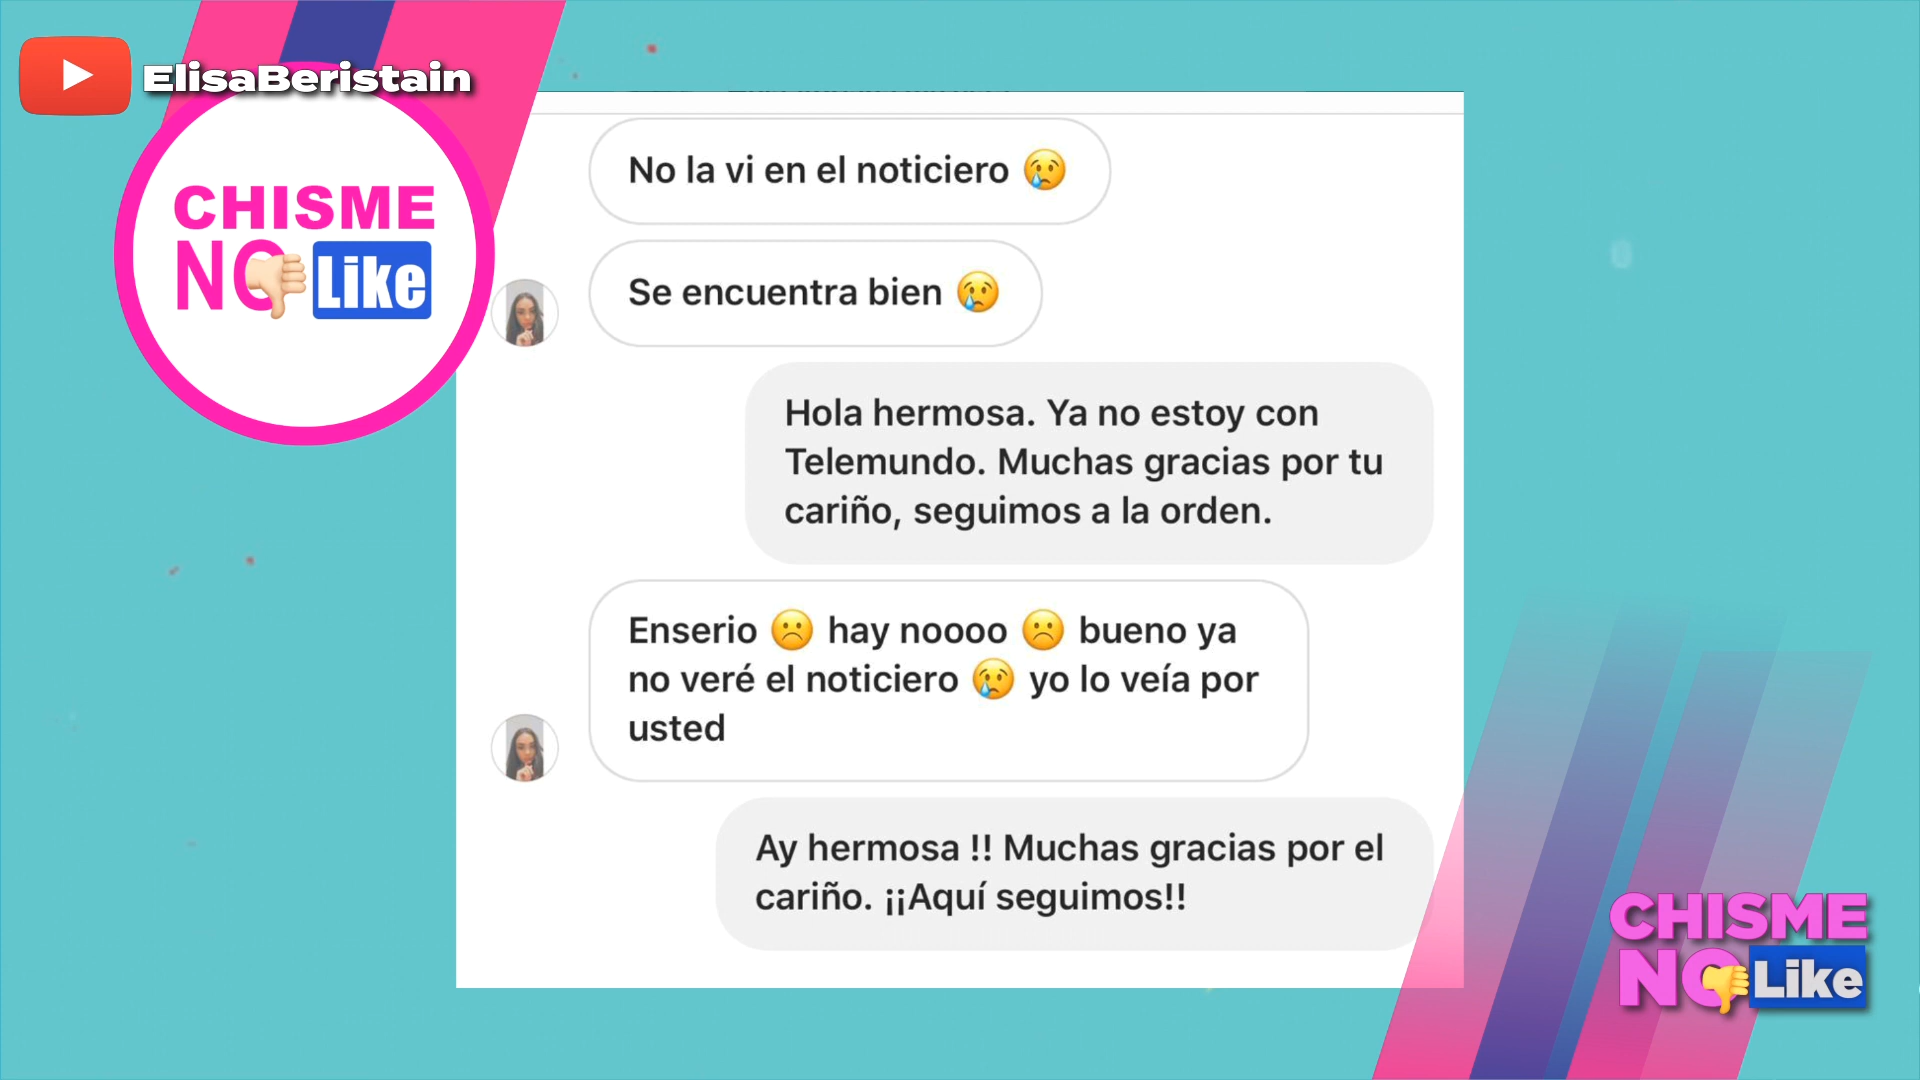 ElisaBeristain
CHISME
NO Like
No la vi en el noticiero 😢
Se encuentra bien 😢
Hola hermosa. Ya no estoy con
Telemundo. Muchas gracias por tu
cariño, seguimos a la orden.
Enserio ☹️ hay noooo ☹️ bueno ya
no veré el noticiero 😢 yo lo veía por
usted
Ay hermosa !! Muchas gracias por el
cariño. ¡¡Aquí seguimos!!
CHISME
NO Like